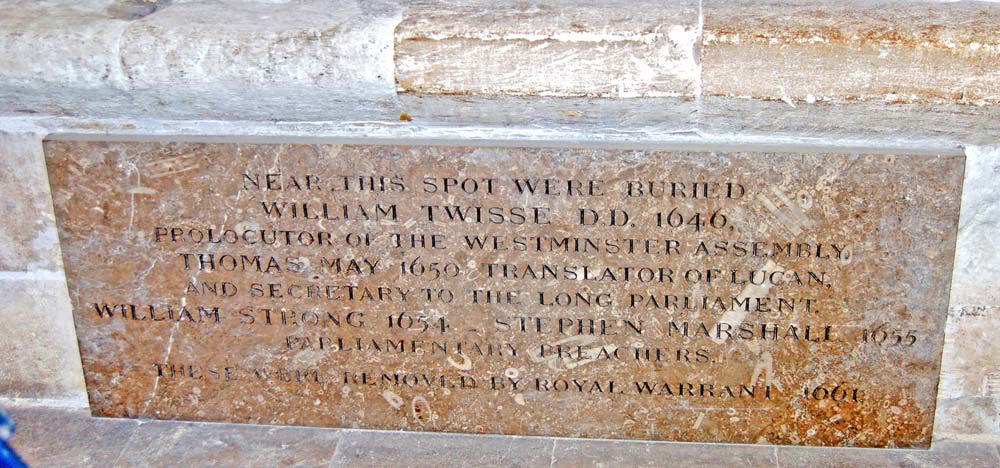 NEAR THIS SPOT WERE BURIED
WILLIAM TWISSE D.D. 1646,
PROLOCUTOR OF THE WESTMINSTER ASSEMBLY,
THOMAS MAY 1650 TRANSLATOR OF LUCAN,
AND SECRETARY TO THE LONG PARLIAMENT.
WILLIAM STRONG 1654 – STEPHEN MARSHALL 1655
PARLIAMENTARY PREACHERS.
THESE WERE REMOVED BY ROYAL WARRANT 1661.